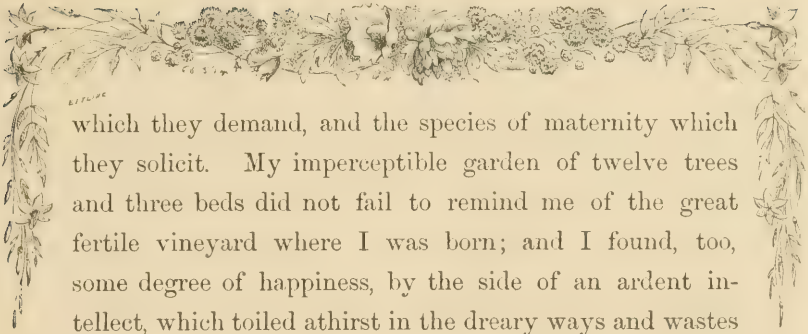 which they demand, and the species of maternity which
they solicit. My imperceptible garden of twelve trees
and three beds did not fail to remind me of the great
fertile vineyard where I was born; and I found, too,
some degree of happiness, by the side of an ardent in-
tellect, which toiled athirst in the dreary ways and wastes